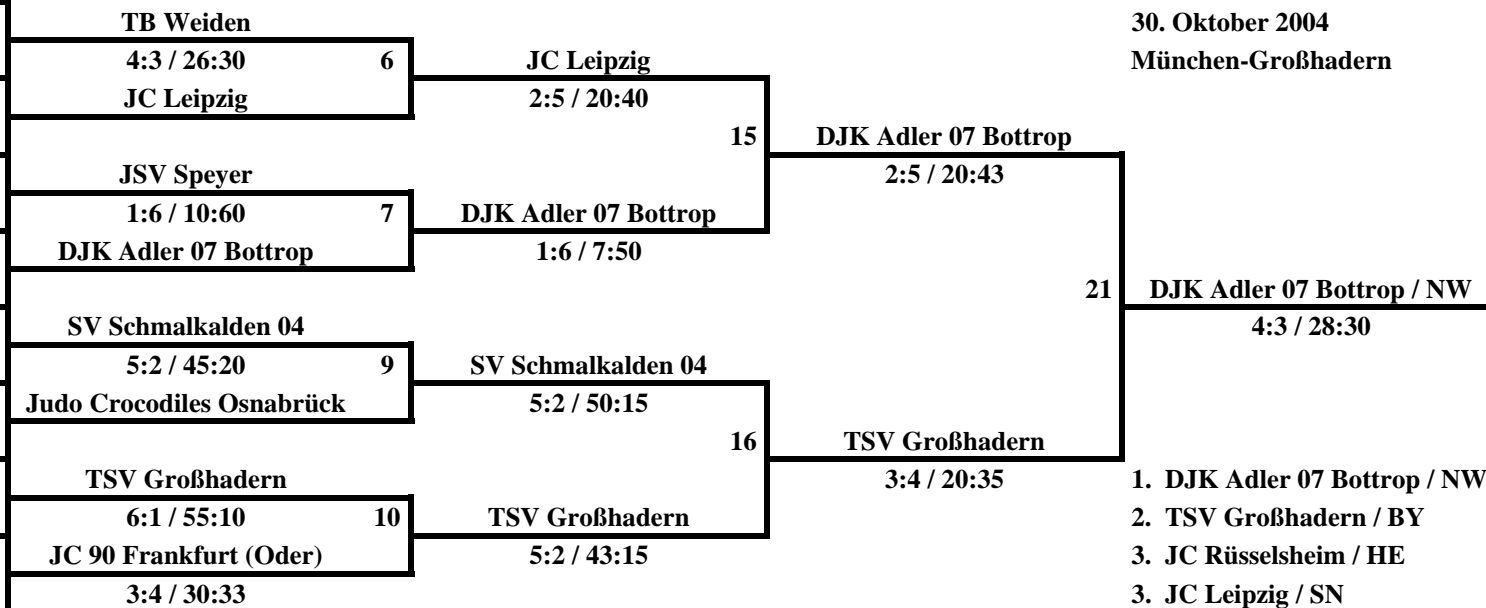 TB Weiden
30. Oktober 2004
4:3 / 26:30 6 JC Leipzig
München-Großhadern
JC Leipzig
2:5 / 20:40
15 DJK Adler 07 Bottrop
JSV Speyer
2:5 / 20:43
1:6 / 10:60 7 DJK Adler 07 Bottrop
DJK Adler 07 Bottrop
1:6 / 7:50
21 DJK Adler 07 Bottrop / NW
SV Schmalkalden 04
4:3 / 28:30
5:2 / 45:20 9 SV Schmalkalden 04
Judo Crocodiles Osnabrück
5:2 / 50:15
16 TSV Großhadern
TSV Großhadern
3:4 / 20:35
1. DJK Adler 07 Bottrop / NW
6:1 / 55:10 10 TSV Großhadern
2. TSV Großhadern / BY
JC 90 Frankfurt (Oder)
5:2 / 43:15
3. JC Rüsselsheim / HE
3:4 / 30:33
3. JC Leipzig / SN